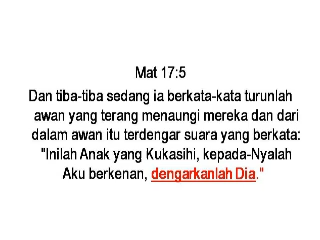 Mat 17:5
Dan tiba-tiba sedang ia berkata-kata turunlah
awan yang terang menaungi mereka dan dari
dalam awan itu terdengar suara yang berkata:
"Inilah Anak yang Kukasihi, kepada-Nyalah
Aku berkenan, dengarkanlah Dia."